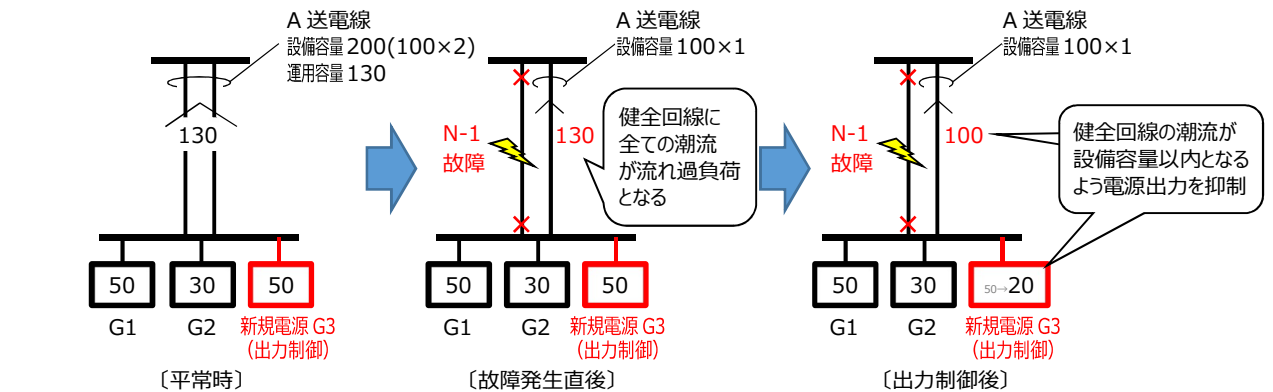 A 送電線
設備容量 200(100×2)
運用容量 130
130
50
30
50
G1
G2
新規電源 G3
(出力制御)
〔平常時〕
A 送電線
設備容量 100×1
N-1
故障
130
健全回線に
全ての潮流
が流れ過負荷
となる
50
30
50
G1
G2
新規電源 G3
(出力制御)
〔故障発生直後〕
A 送電線
設備容量 100×1
N-1
故障
100
健全回線の潮流が
設備容量以内となる
よう電源出力を抑制
50
30
50→20
G1
G2
新規電源 G3
(出力制御)
〔出力制御後〕